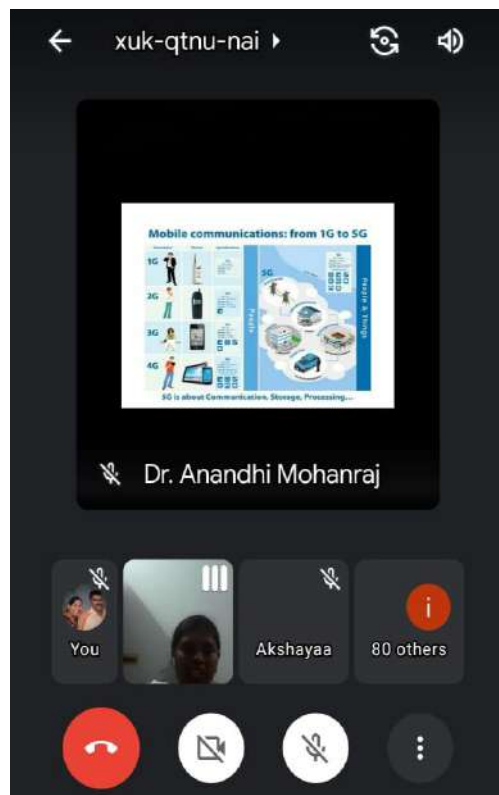 xuk-qtnu-nai
Mobile communications: from 1G to 5G
1G
2G
3G
4G
5G
People
People & Things
5G is about Communication, Storage, Processing...
Dr. Anandhi Mohanraj
i
You
Akshayaa
80 others